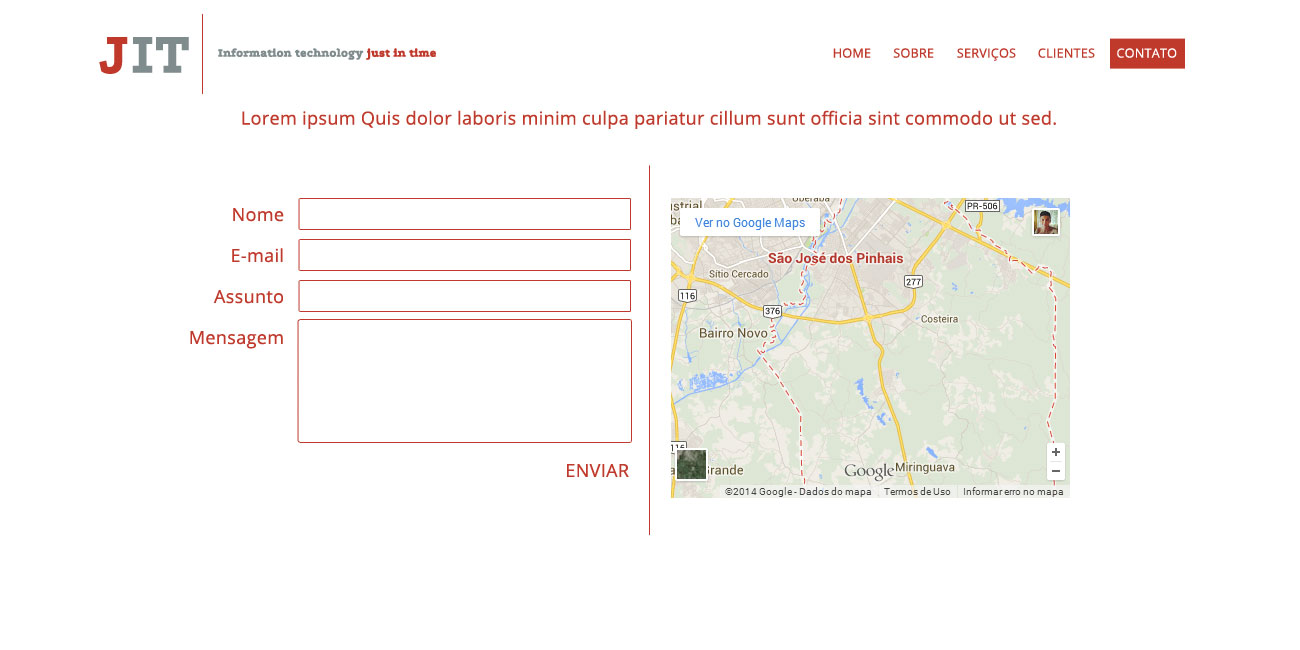 JIT
Information technology just in time
HOME SOBRE SERVIÇOS CLIENTES CONTATO
Lorem ipsum Quis dolor laboris minim culpa pariatur cillum sunt officia sint commodo ut sed.
Nome
E-mail
Assunto
Mensagem
ENVIAR
Uberaba
PR-506
Ver no Google Maps
São José dos Pinhais
Sítio Cercado
277
116
376
Costeira
Bairro Novo
116
Grande
Google
Miringuava
+
−
©2014 Google - Dados do mapa Termos de Uso Informar erro no mapa